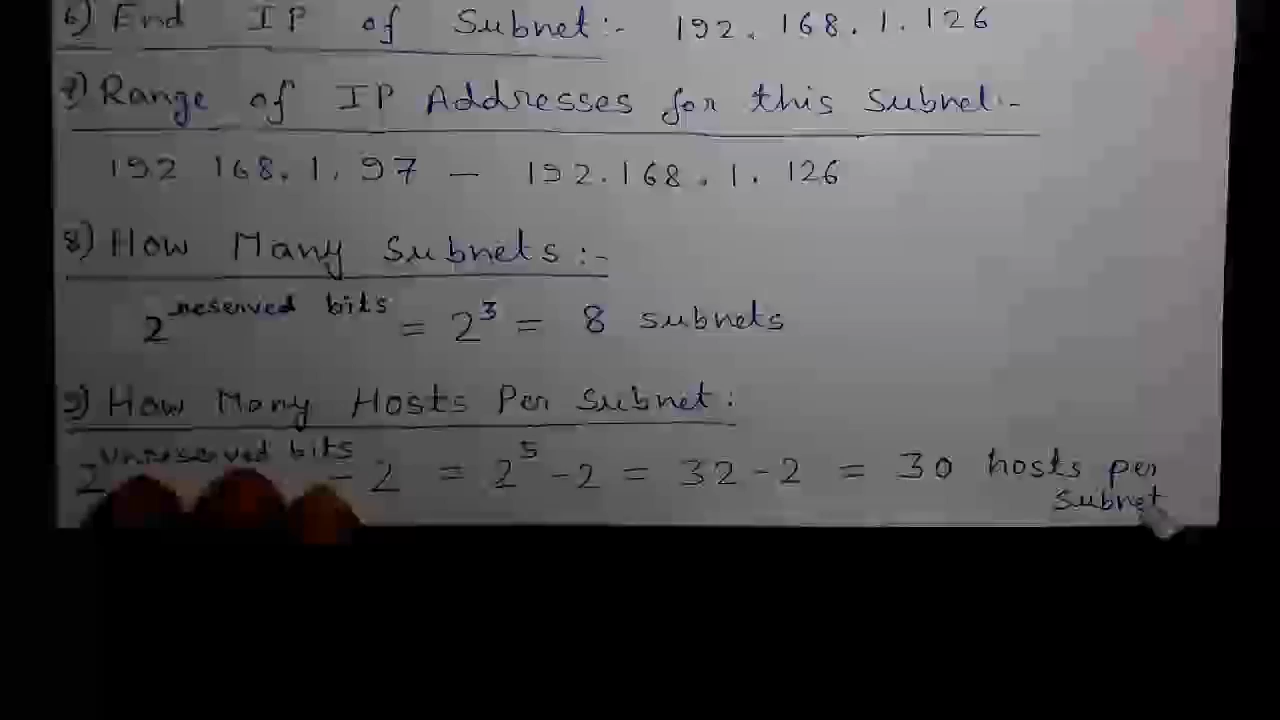 6) End IP of Subnet:- 192.168.1.126
7) Range of IP Addresses for this Subnet:-
192 168.1.97 - 192.168.1.126
8) How Many Subnets:-
2^reserved bits = 2^3 = 8 subnets
9) How Many Hosts Per Subnet:
2^unreserved bits - 2 = 2^5 - 2 = 32 - 2 = 30 hosts per
subnet